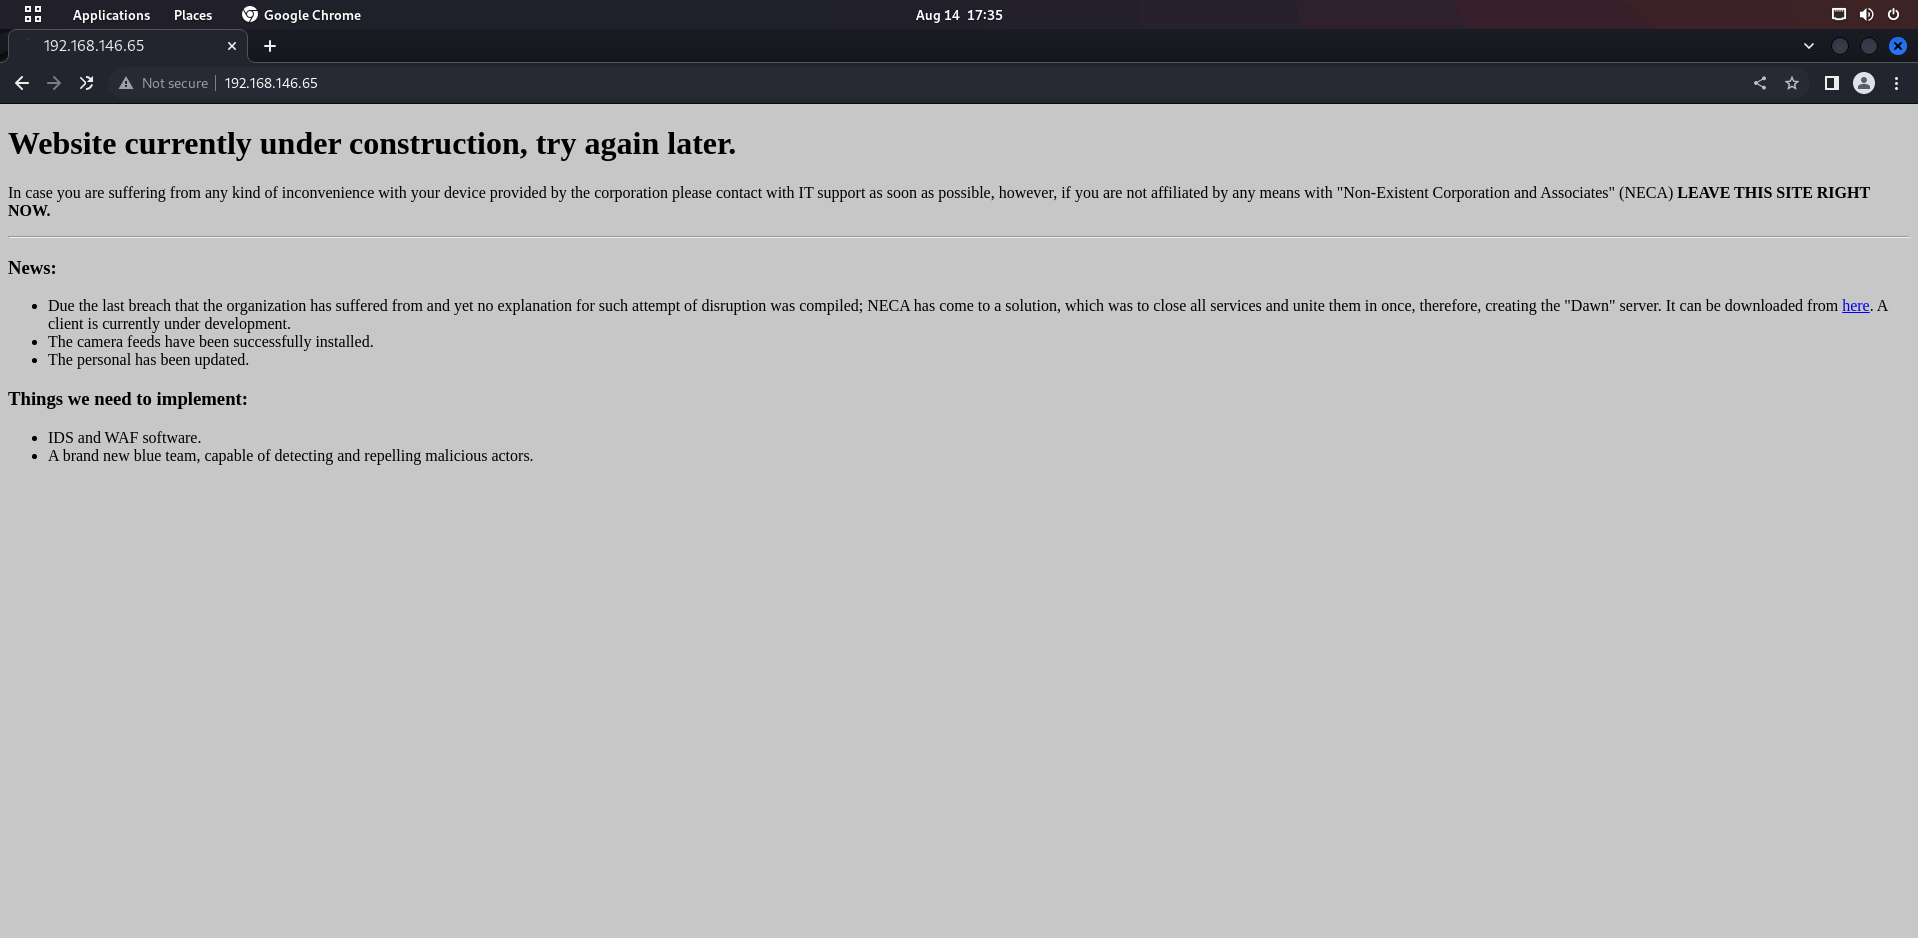 Applications Places Google Chrome Aug 14 17:35
192.168.146.65
Not secure 192.168.146.65
Website currently under construction, try again later.
In case you are suffering from any kind of inconvenience with your device provided by the corporation please contact with IT support as soon as possible, however, if you are not affiliated by any means with "Non-Existent Corporation and Associates" (NECA) LEAVE THIS SITE RIGHT
NOW.
News:
• Due the last breach that the organization has suffered from and yet no explanation for such attempt of disruption was compiled; NECA has come to a solution, which was to close all services and unite them in once, therefore, creating the "Dawn" server. It can be downloaded from here. A
client is currently under development.
• The camera feeds have been successfully installed.
• The personal has been updated.
Things we need to implement:
• IDS and WAF software.
• A brand new blue team, capable of detecting and repelling malicious actors.